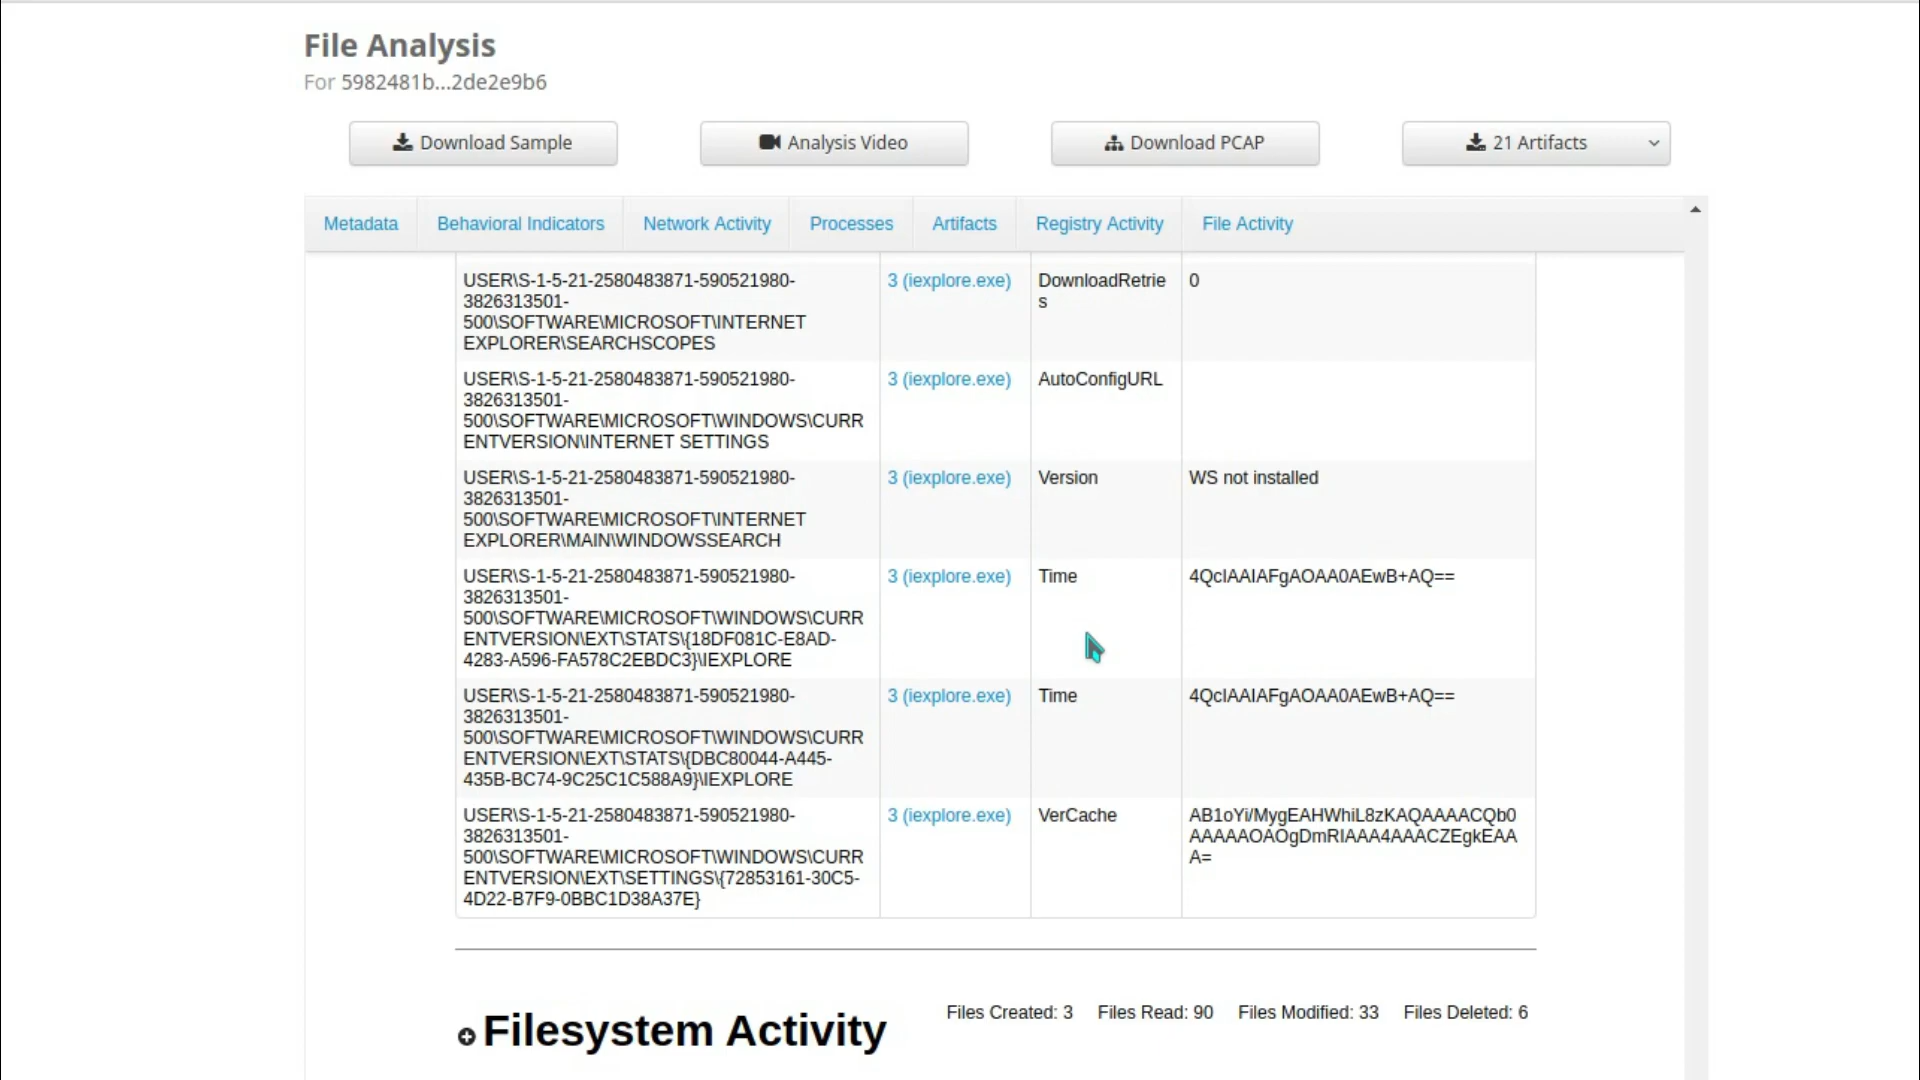 File Analysis
For 5982481b...2de2e9b6
Download Sample
Analysis Video
Download PCAP
21 Artifacts
Metadata
Behavioral Indicators
Network Activity
Processes
Artifacts
Registry Activity
File Activity
USER\S-1-5-21-2580483871-590521980-
3826313501-
500\SOFTWARE\MICROSOFT\INTERNET
EXPLORER\SEARCHSCOPES
3 (iexplore.exe)
DownloadRetrie
s
0
USER\S-1-5-21-2580483871-590521980-
3826313501-
500\SOFTWARE\MICROSOFT\WINDOWS\CURR
ENTVERSION\INTERNET SETTINGS
3 (iexplore.exe)
AutoConfigURL
USER\S-1-5-21-2580483871-590521980-
3826313501-
500\SOFTWARE\MICROSOFT\INTERNET
EXPLORER\MAIN\WINDOWSSEARCH
3 (iexplore.exe)
Version
WS not installed
USER\S-1-5-21-2580483871-590521980-
3826313501-
500\SOFTWARE\MICROSOFT\WINDOWS\CURR
ENTVERSION\EXT\STATS\{18DF081C-E8AD-
4283-A596-FA578C2EBDC3}\IEXPLORE
3 (iexplore.exe)
Time
4QcIAAIAFgAOAA0AEwB+AQ==
USER\S-1-5-21-2580483871-590521980-
3826313501-
500\SOFTWARE\MICROSOFT\WINDOWS\CURR
ENTVERSION\EXT\STATS\{DBC80044-A445-
435B-BC74-9C25C1C588A9}\IEXPLORE
3 (iexplore.exe)
Time
4QcIAAIAFgAOAA0AEwB+AQ==
USER\S-1-5-21-2580483871-590521980-
3826313501-
500\SOFTWARE\MICROSOFT\WINDOWS\CURR
ENTVERSION\EXT\SETTINGS\{72853161-30C5-
4D22-B7F9-0BBC1D38A37E}
3 (iexplore.exe)
VerCache
AB1oYi/MygEAHWhiL8zKAQAAAACQb0
AAAAAOAOgDmRIAAA4AAACZEgkEAA
A=
Filesystem Activity
Files Created: 3
Files Read: 90
Files Modified: 33
Files Deleted: 6